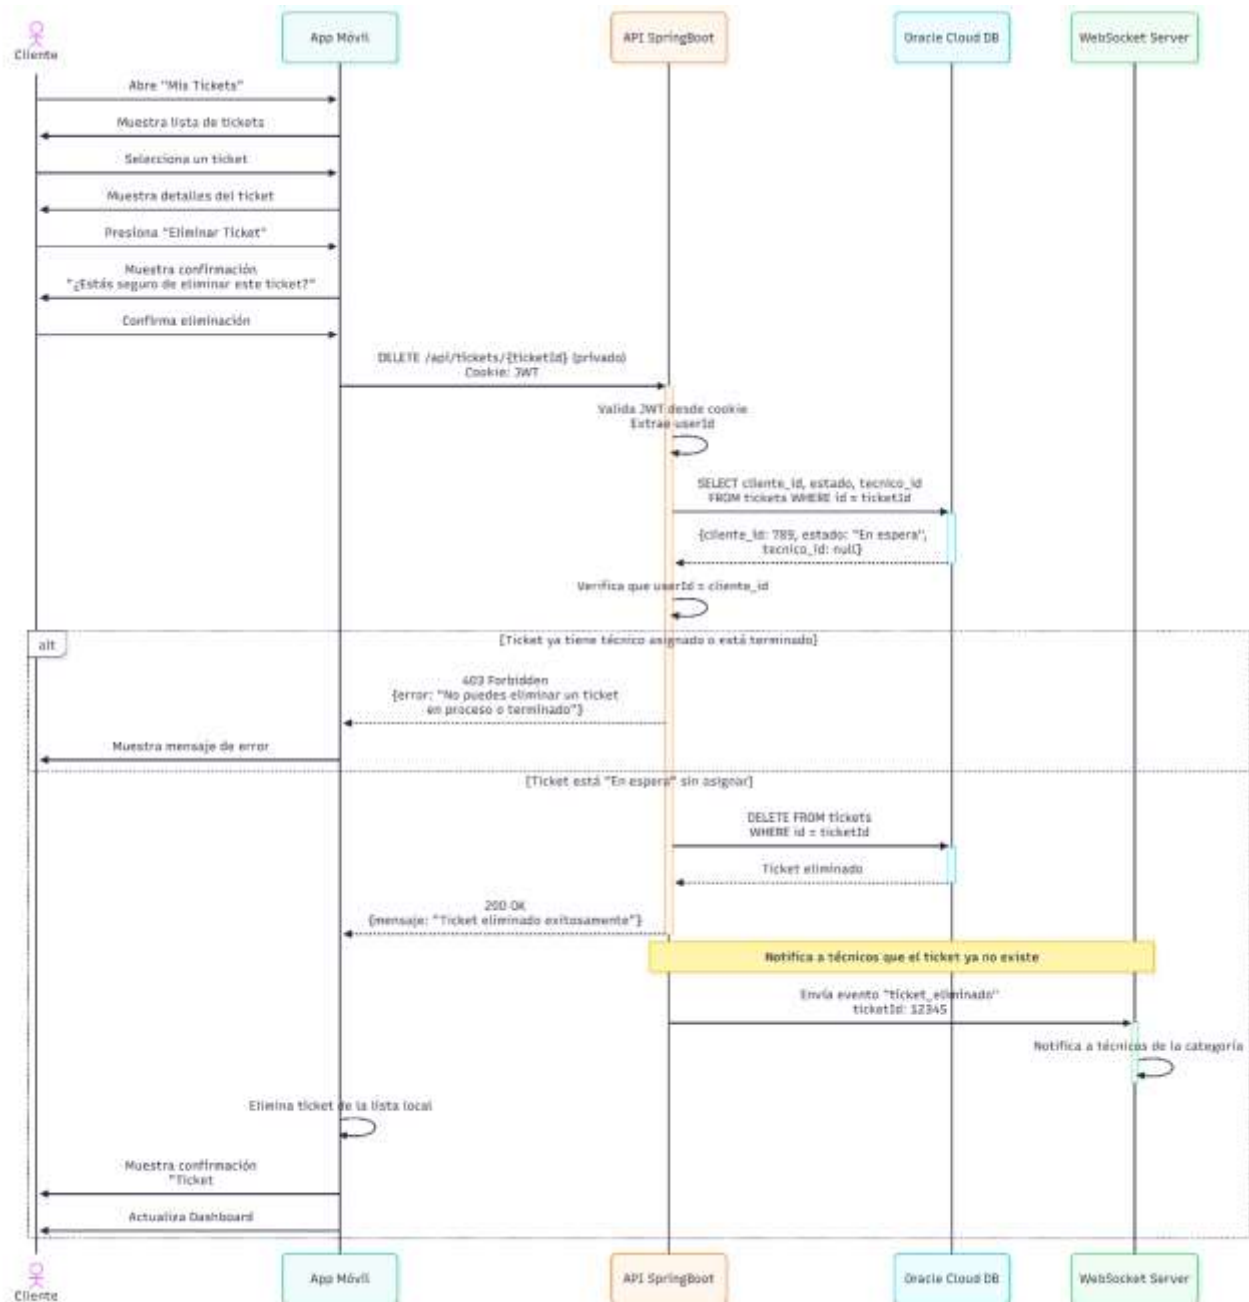 Cliente
App Móvil
API SpringBoot
Oracle Cloud DB
WebSocket Server
Abre "Mis Tickets"
Muestra lista de tickets
Selecciona un ticket
Muestra detalles del ticket
Presiona "Eliminar Ticket"
Muestra confirmación
"¿Estás seguro de eliminar este ticket?"
Confirma eliminación
DELETE /api/tickets/{ticketId} (privado)
Cookie: JWT
Valida JWT desde cookie
Extrae userId
SELECT cliente_id, estado, tecnico_id
FROM tickets WHERE id = ticketId
{cliente_id: 789, estado: "En espera",
tecnico_id: null}
Verifica que userId = cliente_id
alt
[Ticket ya tiene técnico asignado o está terminado]
403 Forbidden
{error: "No puedes eliminar un ticket
en proceso o terminado"}
Muestra mensaje de error
[Ticket está "En espera" sin asignar]
DELETE FROM tickets
WHERE id = ticketId
Ticket eliminado
200 OK
{mensaje: "Ticket eliminado exitosamente"}
Notifica a técnicos que el ticket ya no existe
Envía evento "ticket_eliminado"
ticketId: 12345
Notifica a técnicos de la categoría
Elimina ticket de la lista local
Muestra confirmación
"Ticket
Actualiza Dashboard
Cliente
App Móvil
API SpringBoot
Oracle Cloud DB
WebSocket Server